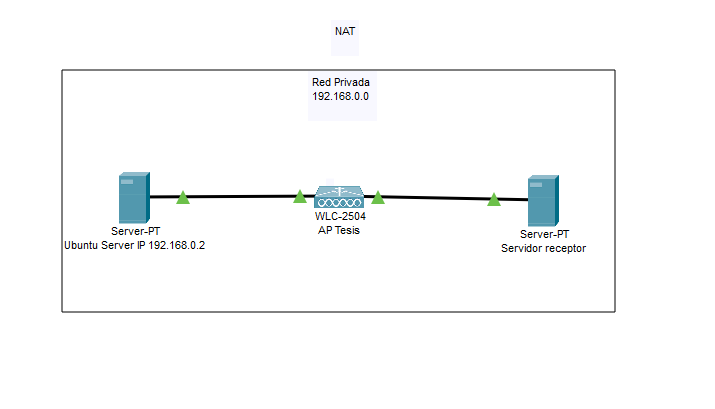 NAT
Red Privada
192.168.0.0
Server-PT
Ubuntu Server IP 192.168.0.2
WLC-2504
AP Tesis
Server-PT
Servidor receptor